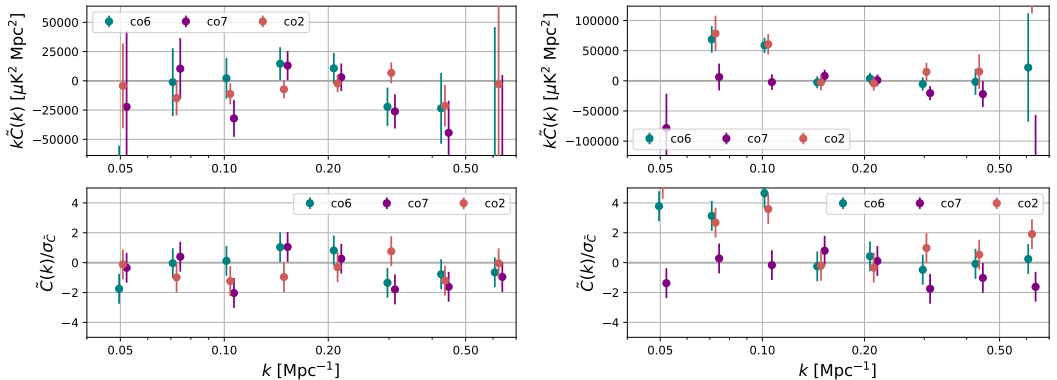 kC̃(k) [μK² Mpc²]
50000
25000
0
−25000
−50000
co6 co7 co2
0.05 0.10 0.20 0.50
kC̃(k) [μK² Mpc²]
100000
50000
0
−50000
−100000
co6 co7 co2
0.05 0.10 0.20 0.50
C̃(k)/σ_C̃
4
2
0
−2
−4
co6 co7 co2
0.05 0.10 0.20 0.50
k [Mpc⁻¹]
C̃(k)/σ_C̃
4
2
0
−2
−4
co6 co7 co2
0.05 0.10 0.20 0.50
k [Mpc⁻¹]